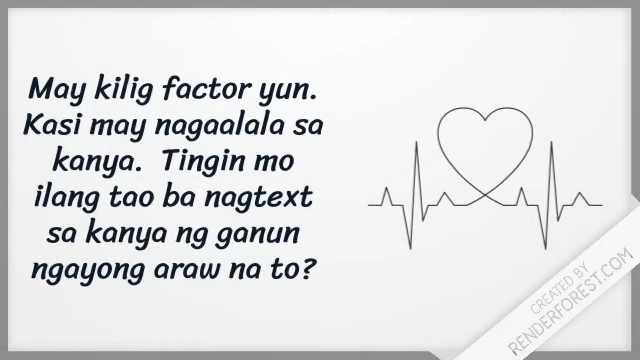 May kilig factor yun.
Kasi may nagaalala sa
kanya. Tingin mo
ilang tao ba nagtext
sa kanya ng ganun
ngayong araw na to?
CREATED BY
RENDERFOREST.COM